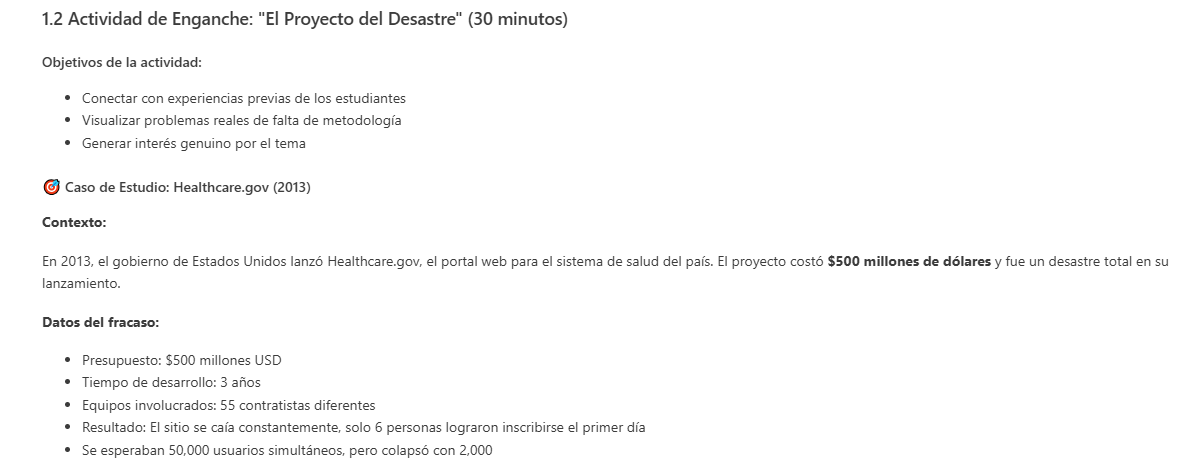 1.2 Actividad de Enganche: "El Proyecto del Desastre" (30 minutos)
Objetivos de la actividad:
• Conectar con experiencias previas de los estudiantes
• Visualizar problemas reales de falta de metodología
• Generar interés genuino por el tema
🎯 Caso de Estudio: Healthcare.gov (2013)
Contexto:
En 2013, el gobierno de Estados Unidos lanzó Healthcare.gov, el portal web para el sistema de salud del país. El proyecto costó $500 millones de dólares y fue un desastre total en su
lanzamiento.
Datos del fracaso:
• Presupuesto: $500 millones USD
• Tiempo de desarrollo: 3 años
• Equipos involucrados: 55 contratistas diferentes
• Resultado: El sitio se caía constantemente, solo 6 personas lograron inscribirse el primer día
• Se esperaban 50,000 usuarios simultáneos, pero colapsó con 2,000